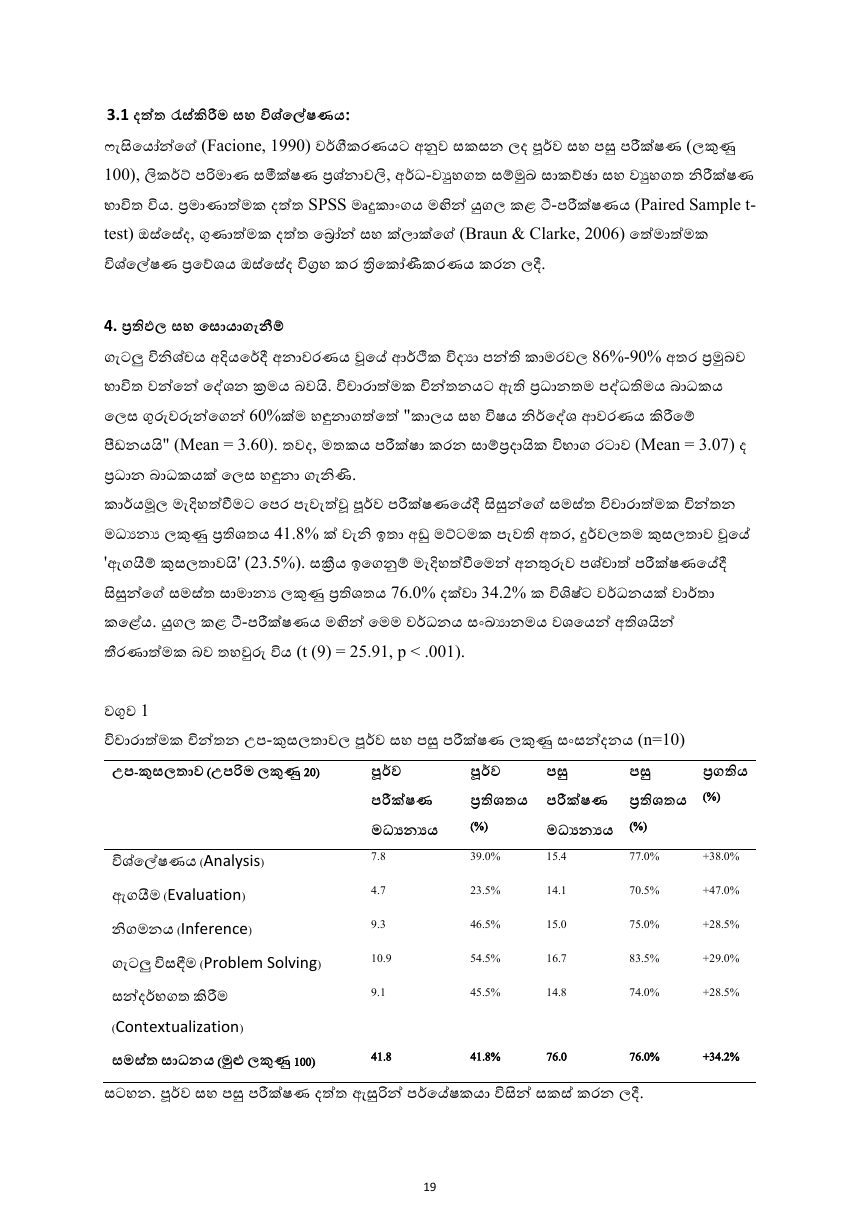 3.1 දත්ත රැස්කිරීම සහ විශ්ලේෂණය:
ෆැසියෝන්ගේ (Facione, 1990) වර්ගීකරණයට අනුව සකසන ලද පූර්ව සහ පසු පරීක්ෂණ (ලකුණු
100), ලිකර්ට් පරිමාණ සමීක්ෂණ ප්‍රශ්නාවලි, අර්ධ-ව්‍යුහගත සම්මුඛ සාකච්ඡා සහ ව්‍යුහගත නිරීක්ෂණ
භාවිත විය. ප්‍රමාණාත්මක දත්ත SPSS මෘදුකාංගය මඟින් යුගල කළ ටී-පරීක්ෂණය (Paired Sample t-
test) ඔස්සේද, ගුණාත්මක දත්ත බ්‍රෝන් සහ ක්ලාක්ගේ (Braun & Clarke, 2006) තේමාත්මක
විශ්ලේෂණ ප්‍රවේශය ඔස්සේද විග්‍රහ කර ත්‍රිකෝණීකරණය කරන ලදී.
4. ප්‍රතිඵල සහ සොයාගැනීම්
ගැටලු විනිශ්චය අදියරේදී අනාවරණය වූයේ ආර්ථික විද්‍යා පන්ති කාමරවල 86%-90% අතර ප්‍රමුඛව
භාවිත වන්නේ දේශන ක්‍රමය බවයි. විචාරාත්මක චින්තනයට ඇති ප්‍රධානතම පද්ධතිමය බාධකය
ලෙස ගුරුවරුන්ගෙන් 60%ක්ම හඳුනාගත්තේ "කාලය සහ විෂය නිර්දේශ ආවරණය කිරීමේ
පීඩනයයි" (Mean = 3.60). තවද, මතකය පරීක්ෂා කරන සාම්ප්‍රදායික විභාග රටාව (Mean = 3.07) ද
ප්‍රධාන බාධකයක් ලෙස හඳුනා ගැනිණි.
කාර්යමූල මැදිහත්වීමට පෙර පැවැත්වූ පූර්ව පරීක්ෂණයේදී සිසුන්ගේ සමස්ත විචාරාත්මක චින්තන
මධ්‍යන්‍ය ලකුණු ප්‍රතිශතය 41.8% ක් වැනි ඉතා අඩු මට්ටමක පැවති අතර, දුර්වලතම කුසලතාව වූයේ
'ඇගයීම් කුසලතාවයි' (23.5%). සක්‍රීය ඉගෙනුම් මැදිහත්වීමෙන් අනතුරුව පශ්චාත් පරීක්ෂණයේදී
සිසුන්ගේ සමස්ත සාමාන්‍ය ලකුණු ප්‍රතිශතය 76.0% දක්වා 34.2% ක විශිෂ්ට වර්ධනයක් වාර්තා
කළේය. යුගල කළ ටී-පරීක්ෂණය මඟින් මෙම වර්ධනය සංඛ්‍යානමය වශයෙන් අතිශයින්
තීරණාත්මක බව තහවුරු විය (t (9) = 25.91, p < .001).
වගුව 1
විචාරාත්මක චින්තන උප-කුසලතාවල පූර්ව සහ පසු පරීක්ෂණ ලකුණු සංසන්දනය (n=10)
උප-කුසලතාව (උපරිම ලකුණු 20) පූර්ව පූර්ව පසු පසු ප්‍රගතිය
පරීක්ෂණ ප්‍රතිශතය පරීක්ෂණ ප්‍රතිශතය (%)
මධ්‍යන්‍යය (%) මධ්‍යන්‍යය (%)
විශ්ලේෂණය (Analysis) 7.8 39.0% 15.4 77.0% +38.0%
ඇගයීම (Evaluation) 4.7 23.5% 14.1 70.5% +47.0%
නිගමනය (Inference) 9.3 46.5% 15.0 75.0% +28.5%
ගැටලු විසඳීම (Problem Solving) 10.9 54.5% 16.7 83.5% +29.0%
සන්දර්භගත කිරීම 9.1 45.5% 14.8 74.0% +28.5%
(Contextualization)
සමස්ත සාධනය (මුළු ලකුණු 100) 41.8 41.8% 76.0 76.0% +34.2%
සටහන. පූර්ව සහ පසු පරීක්ෂණ දත්ත ඇසුරින් පර්යේෂකයා විසින් සකස් කරන ලදී.
19